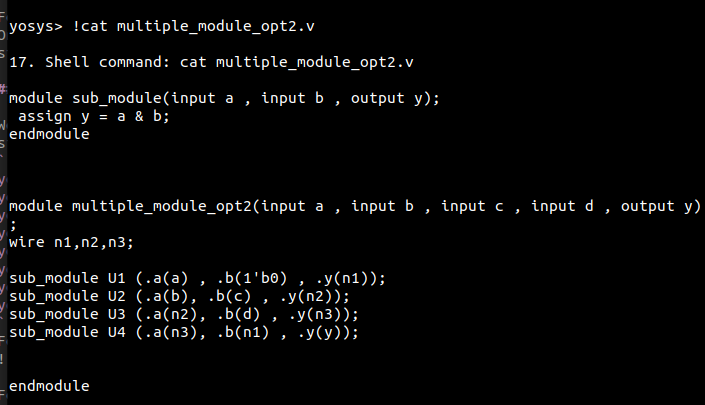 yosys> !cat multiple_module_opt2.v
17. Shell command: cat multiple_module_opt2.v
module sub_module(input a , input b , output y);
 assign y = a & b;
endmodule
module multiple_module_opt2(input a , input b , input c , input d , output y)
;
wire n1,n2,n3;
sub_module U1 (.a(a) , .b(1'b0) , .y(n1));
sub_module U2 (.a(b), .b(c) , .y(n2));
sub_module U3 (.a(n2), .b(d) , .y(n3));
sub_module U4 (.a(n3), .b(n1) , .y(y));
endmodule